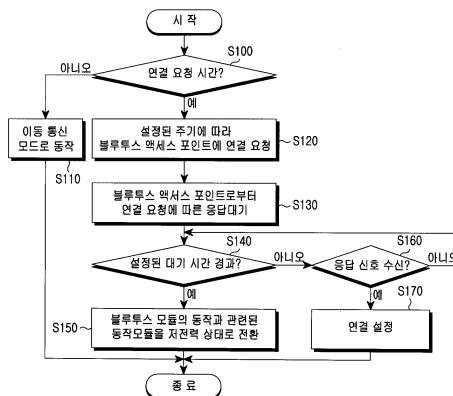 시 작
S100
연결 요청 시간?
아니오
예
이동 통신
모드로 동작
S110
설정된 주기에 따라
블루투스 액세스 포인트에 연결 요청
S120
블루투스 액세스 포인트로부터
연결 요청에 따른 응답대기
S130
S140
설정된 대기 시간 경과?
아니오
예
S160
응답 신호 수신?
아니오
예
S150
블루투스 모듈의 동작과 관련된
동작모듈을 저전력 상태로 전환
S170
연결 설정
종 료